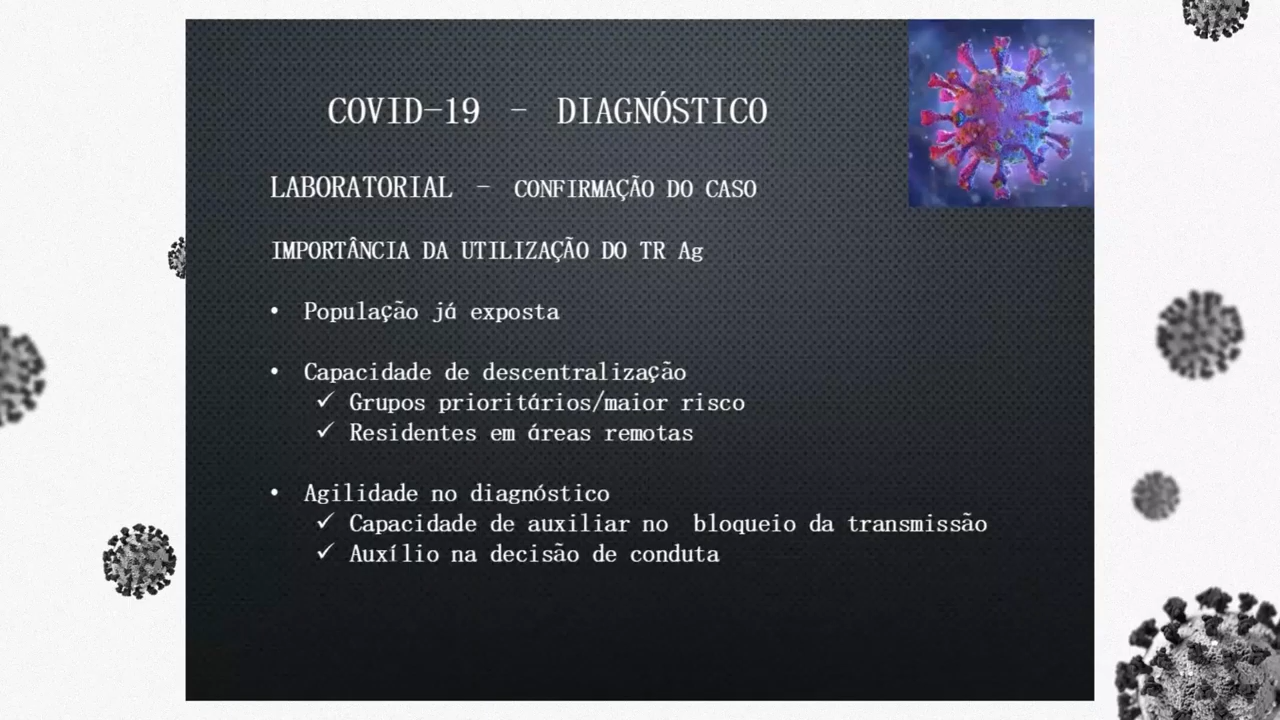 COVID-19 - DIAGNÓSTICO
LABORATORIAL - CONFIRMAÇÃO DO CASO
IMPORTÂNCIA DA UTILIZAÇÃO DO TR Ag
• População já exposta
• Capacidade de descentralização
✓ Grupos prioritários/maior risco
✓ Residentes em áreas remotas
• Agilidade no diagnóstico
✓ Capacidade de auxiliar no bloqueio da transmissão
✓ Auxílio na decisão de conduta